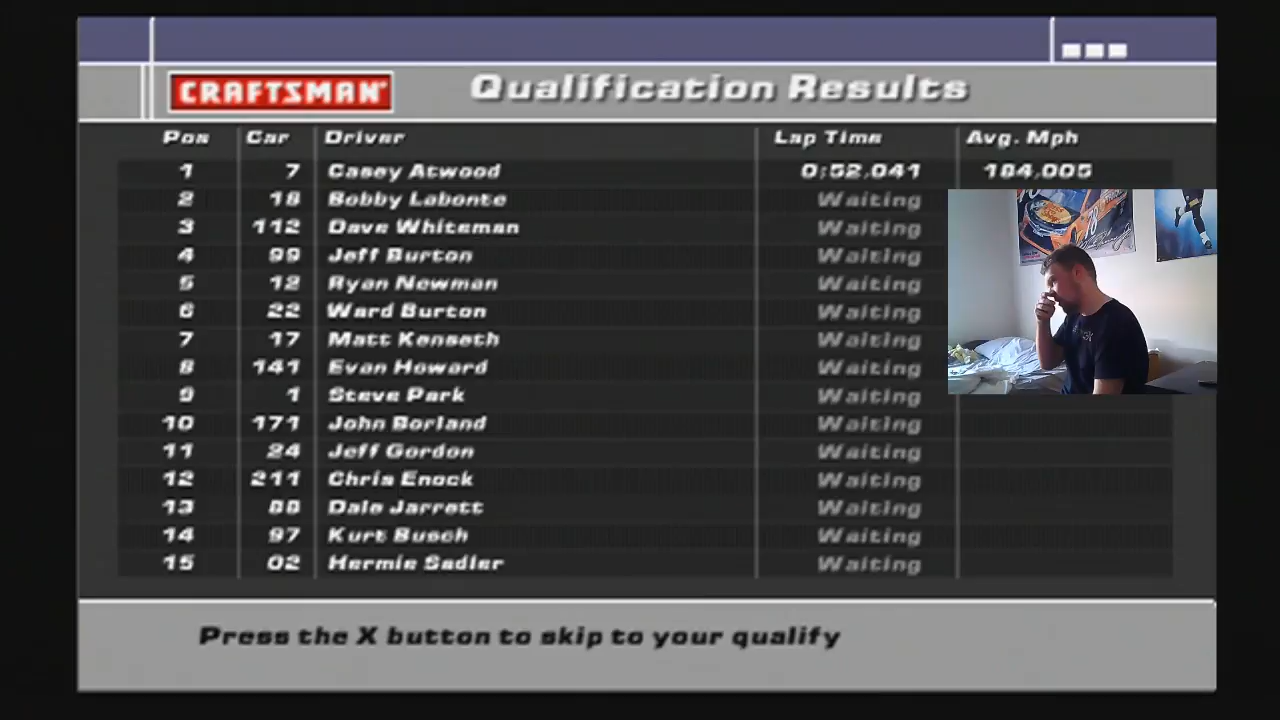 CRAFTSMAN Qualification Results
Pos Car Driver Lap Time Avg. Mph
1 7 Casey Atwood 0:52.041 184.005
2 18 Bobby Labonte Waiting
3 112 Dave Whiteman Waiting
4 99 Jeff Burton Waiting
5 12 Ryan Newman Waiting
6 22 Ward Burton Waiting
7 17 Matt Kenseth Waiting
8 141 Evan Howard Waiting
9 1 Steve Park Waiting
10 171 John Borland Waiting
11 24 Jeff Gordon Waiting
12 211 Chris Enock Waiting
13 88 Dale Jarrett Waiting
14 97 Kurt Busch Waiting
15 02 Hermie Sadler Waiting
Press the X button to skip to your qualify